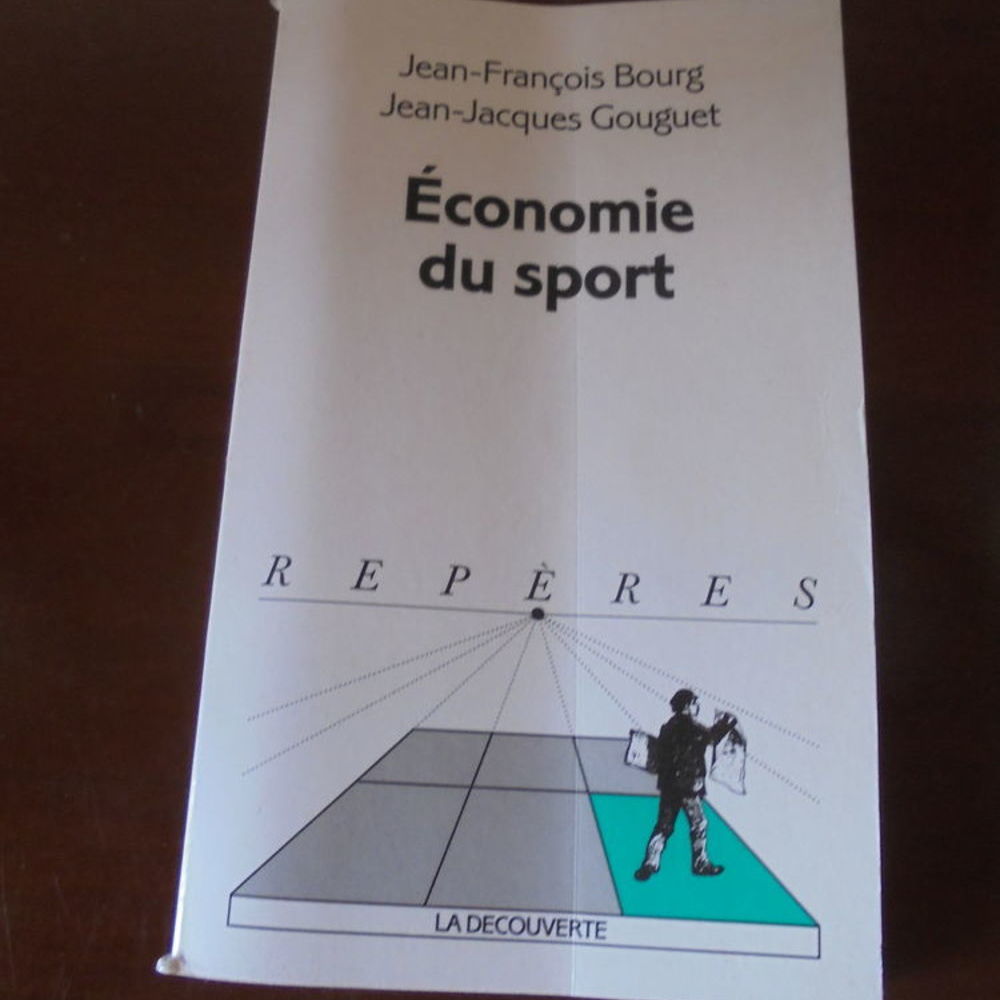 Jean-François Bourg
Jean-Jacques Gouguet
Économie
du sport
R E P È R E S
LA DECOUVERTE